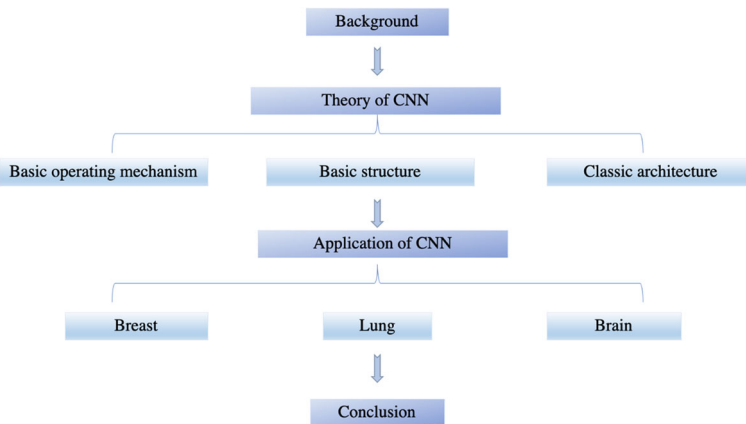 Background
Theory of CNN
Basic operating mechanism
Basic structure
Classic architecture
Application of CNN
Breast
Lung
Brain
Conclusion